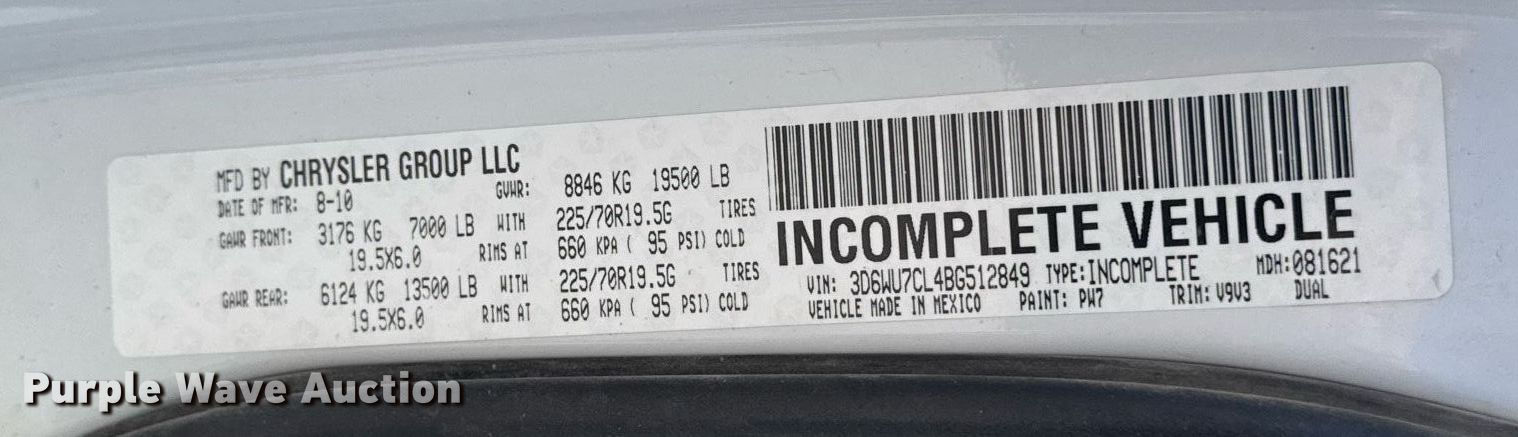 MFD BY CHRYSLER GROUP LLC
DATE OF MFR: 8-10 GVWR: 8846 KG 19500 LB
GAWR FRONT: 3176 KG 7000 LB WITH 225/70R19.5G TIRES
19.5X6.0 RIMS AT 660 KPA ( 95 PSI) COLD
GAWR REAR: 6124 KG 13500 LB WITH 225/70R19.5G TIRES
19.5X6.0 RIMS AT 660 KPA ( 95 PSI) COLD
INCOMPLETE VEHICLE
VIN: 3D6WU7CL4BG512849 TYPE:INCOMPLETE MDH:081621
VEHICLE MADE IN MEXICO PAINT: PW7 TRIM: V9V3 DUAL
Purple Wave Auction